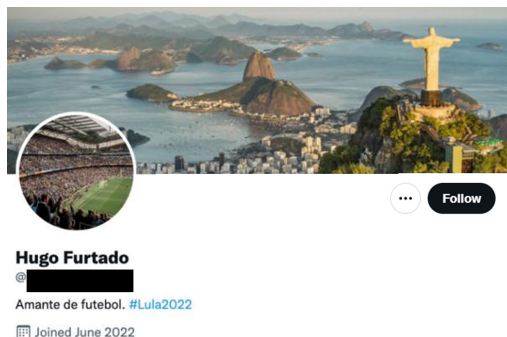 Follow
Hugo Furtado
@
Amante de futebol. #Lula2022
Joined June 2022